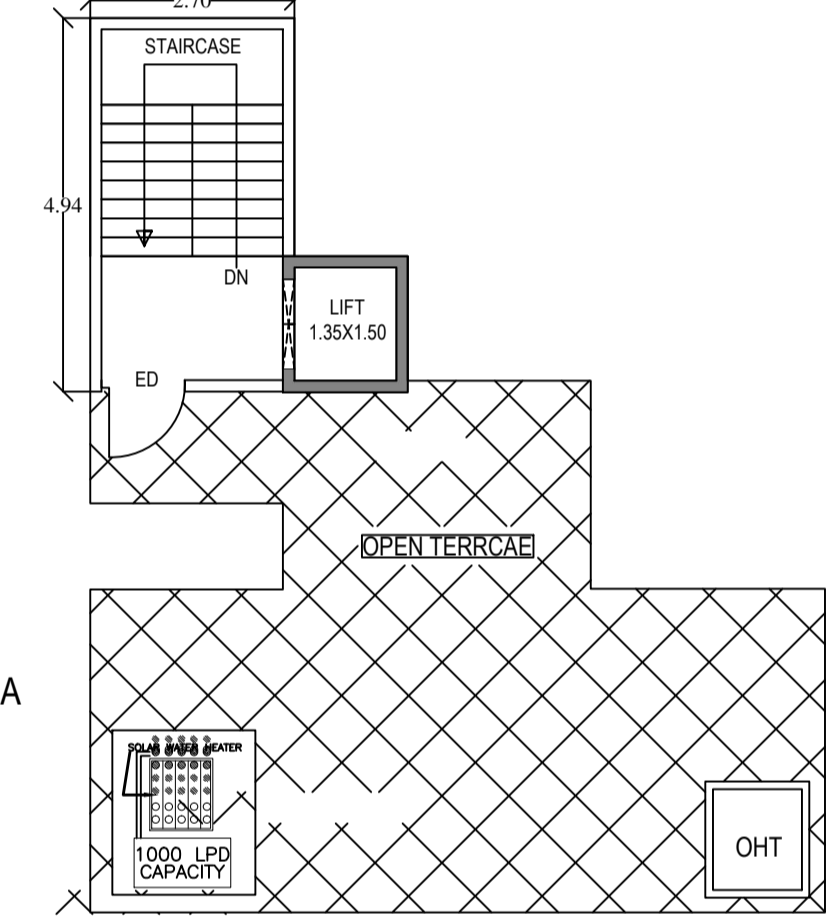 2.70
STAIRCASE
4.94
DN
LIFT
1.35X1.50
ED
OPEN TERRCAE
A
SOLAR WATER HEATER
1000 LPD
CAPACITY
OHT